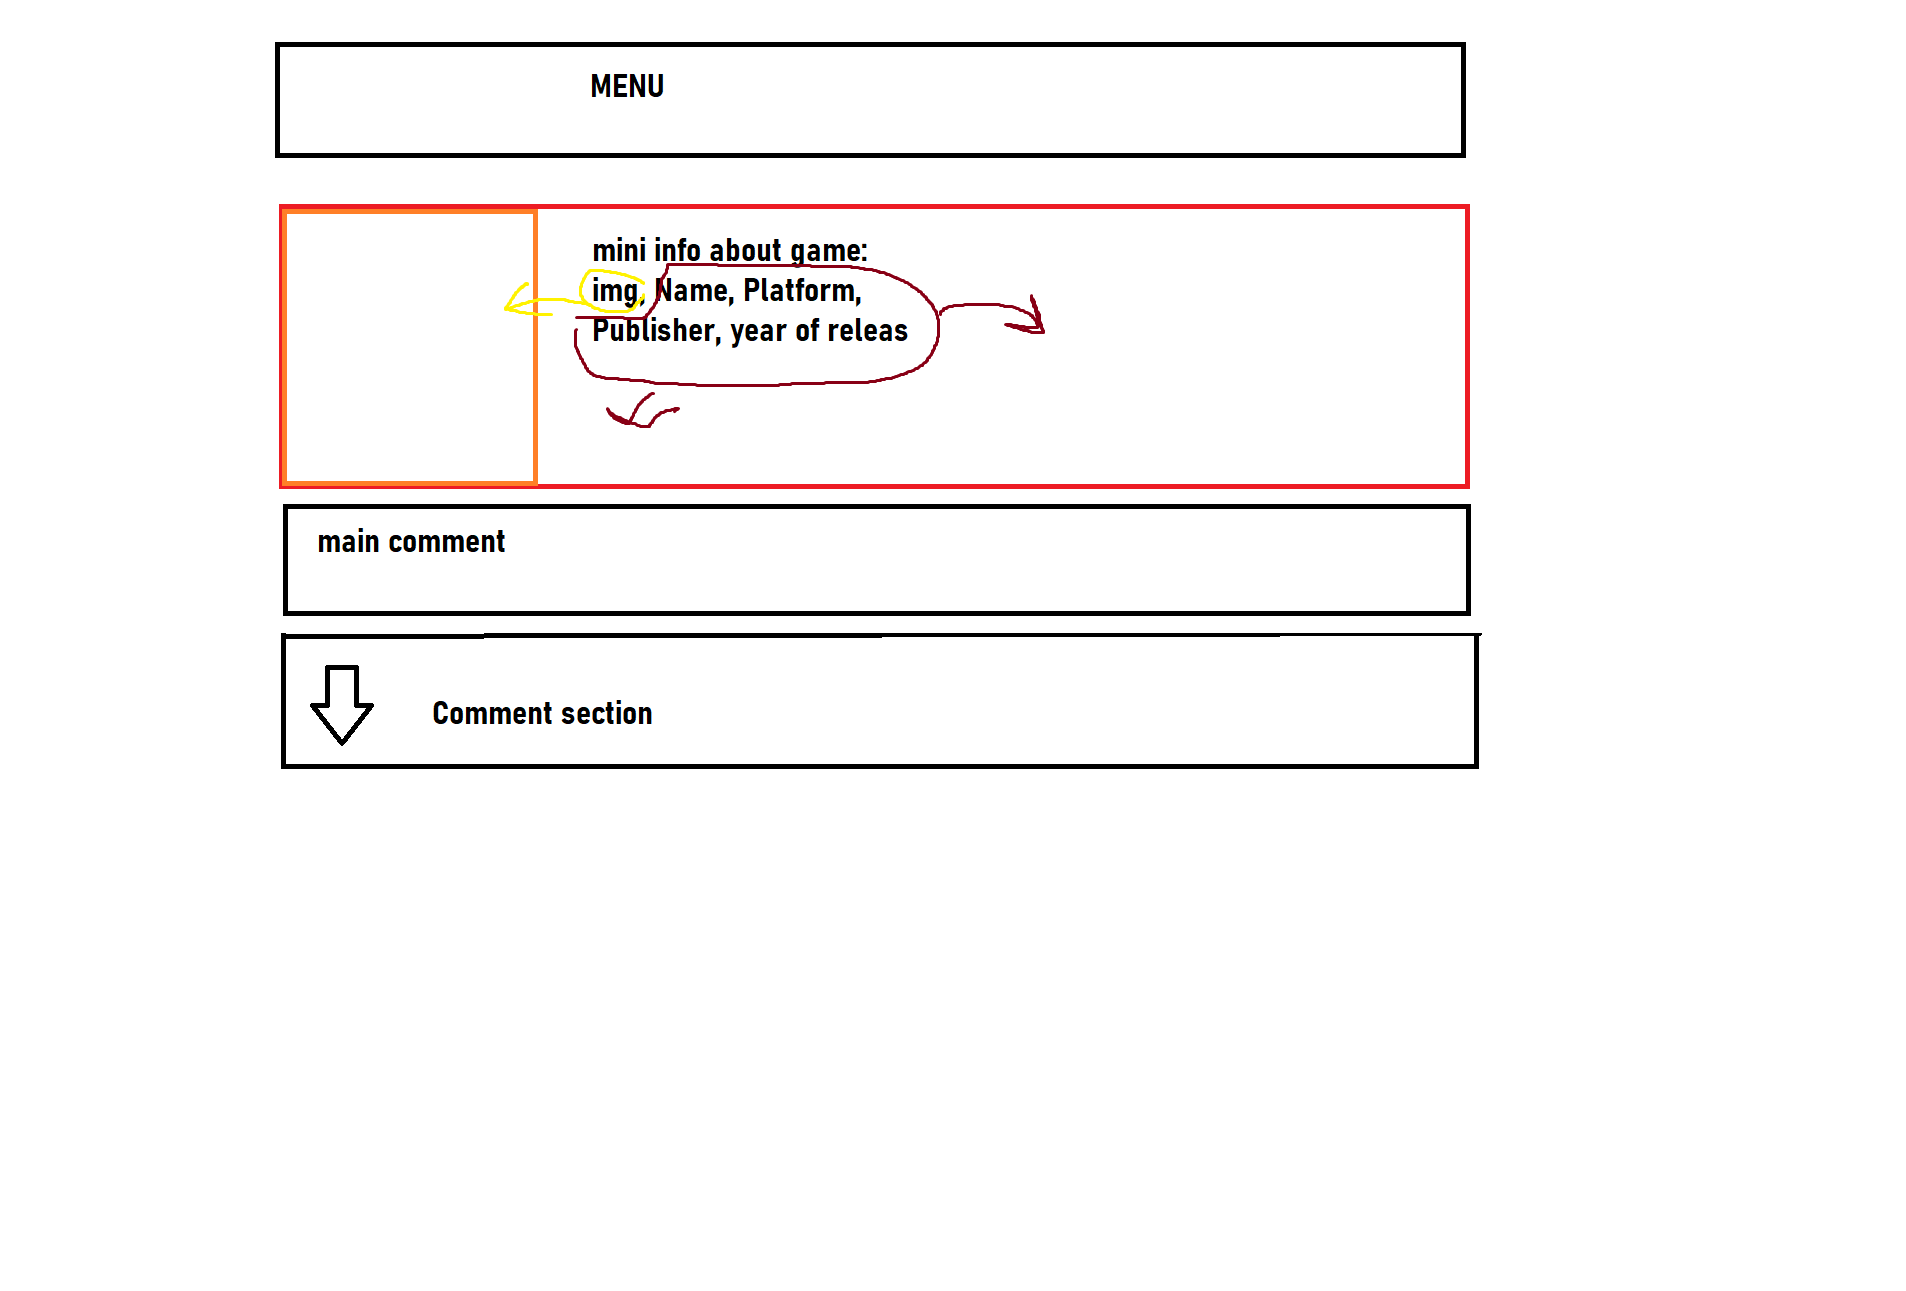 MENU
mini info about game:
img, Name, Platform,
Publisher, year of releas
main comment
Comment section